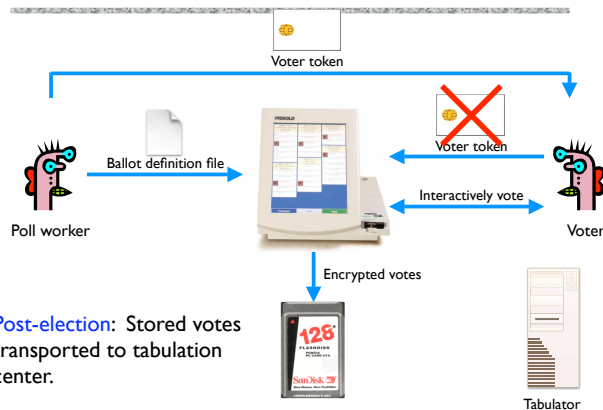 Voter token
DIEBOLD
Voter token
Ballot definition file
Interactively vote
Poll worker
Voter
Encrypted votes
Post-election: Stored votes
transported to tabulation
center.
128
FLASHDISK
SanDisk
Tabulator